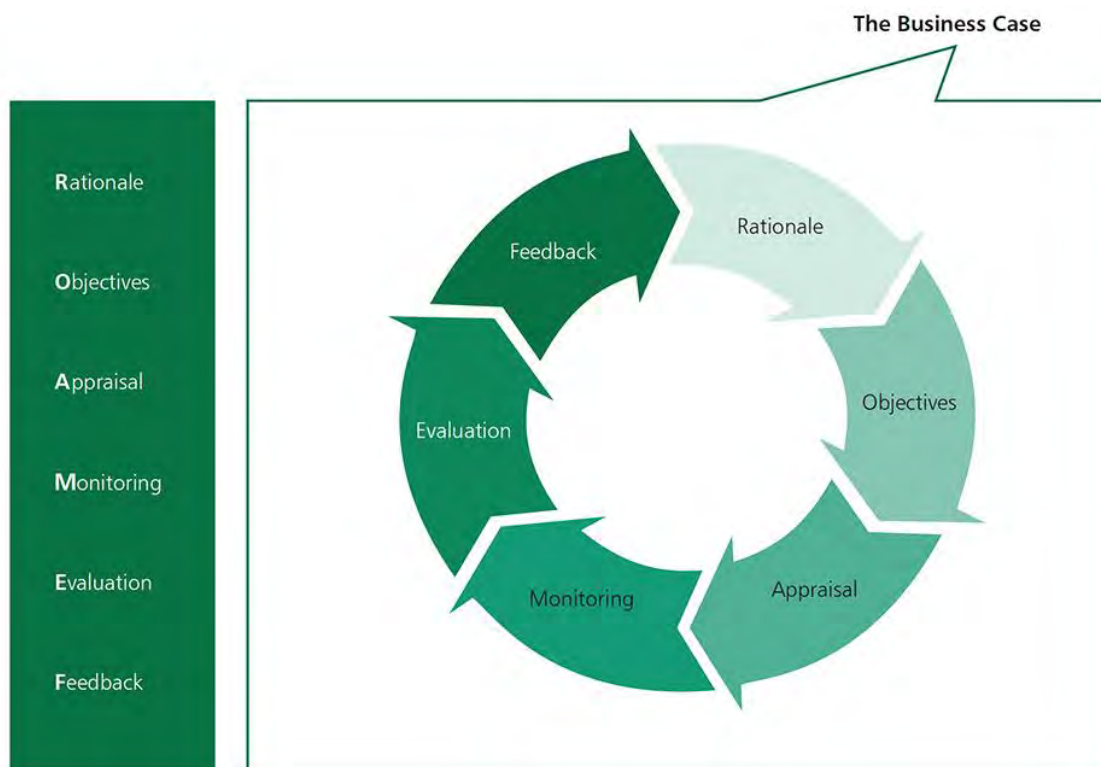 The Business Case
Rationale
Objectives
Appraisal
Monitoring
Evaluation
Feedback
Rationale
Objectives
Appraisal
Monitoring
Evaluation
Feedback